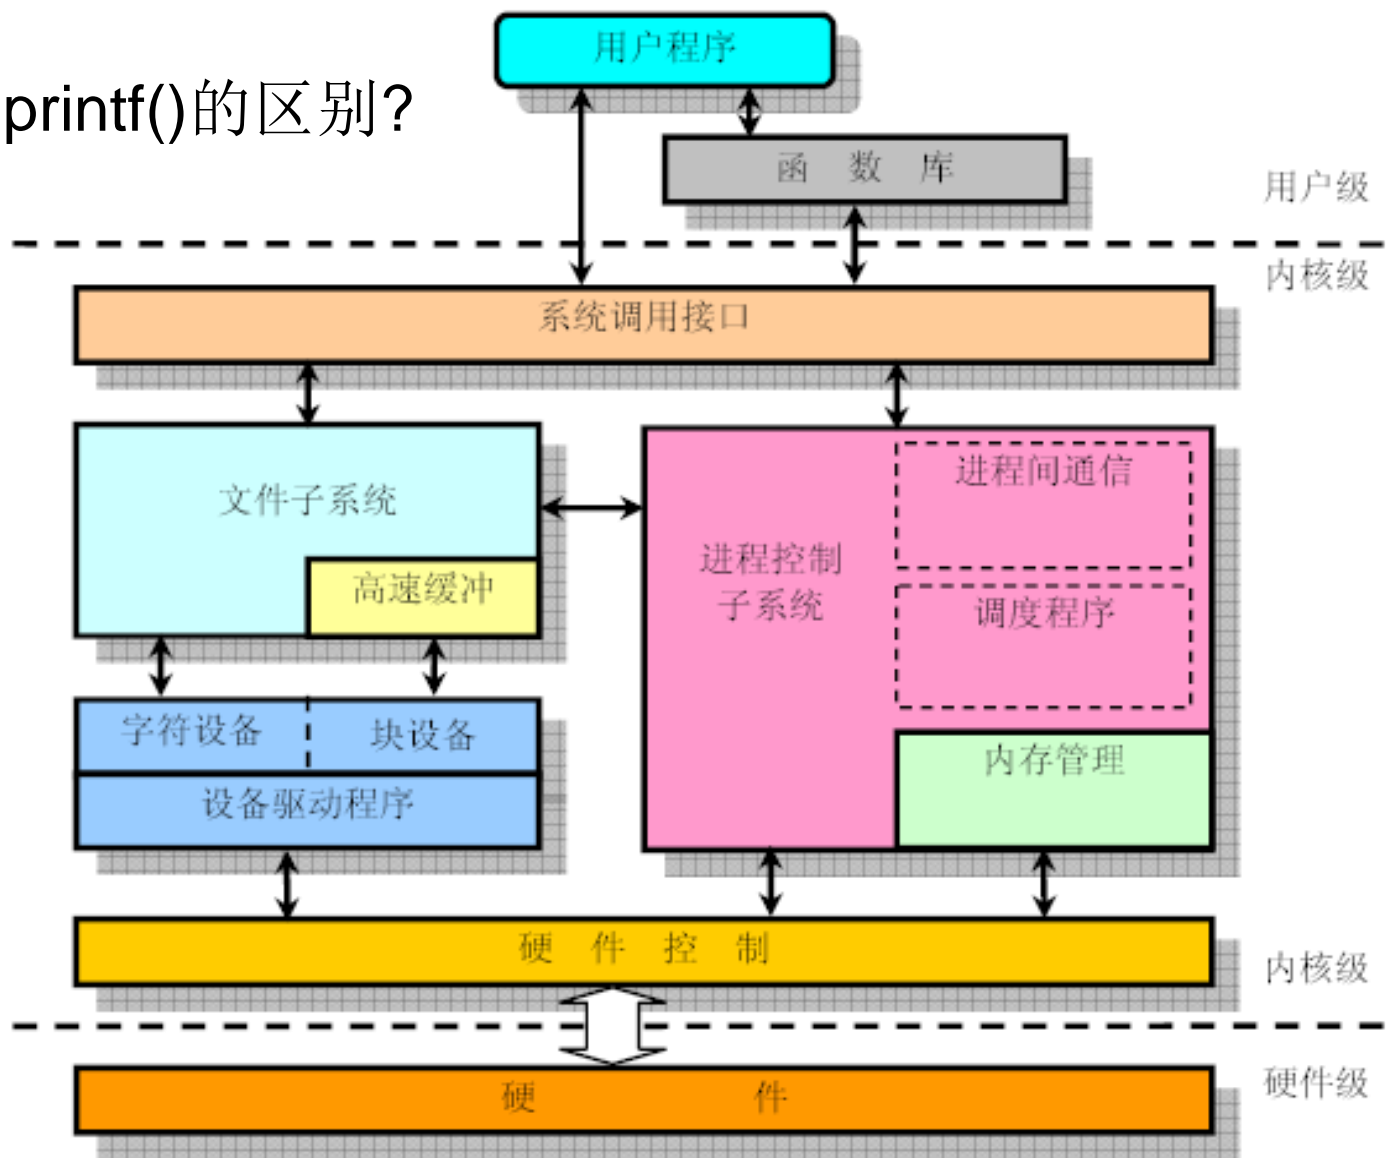 用户程序
printf()的区别?
函 数 库
用户级
内核级
系统调用接口
文件子系统
高速缓冲
进程控制
子系统
进程间通信
调度程序
内存管理
字符设备
块设备
设备驱动程序
硬 件 控 制
内核级
硬 件
硬件级